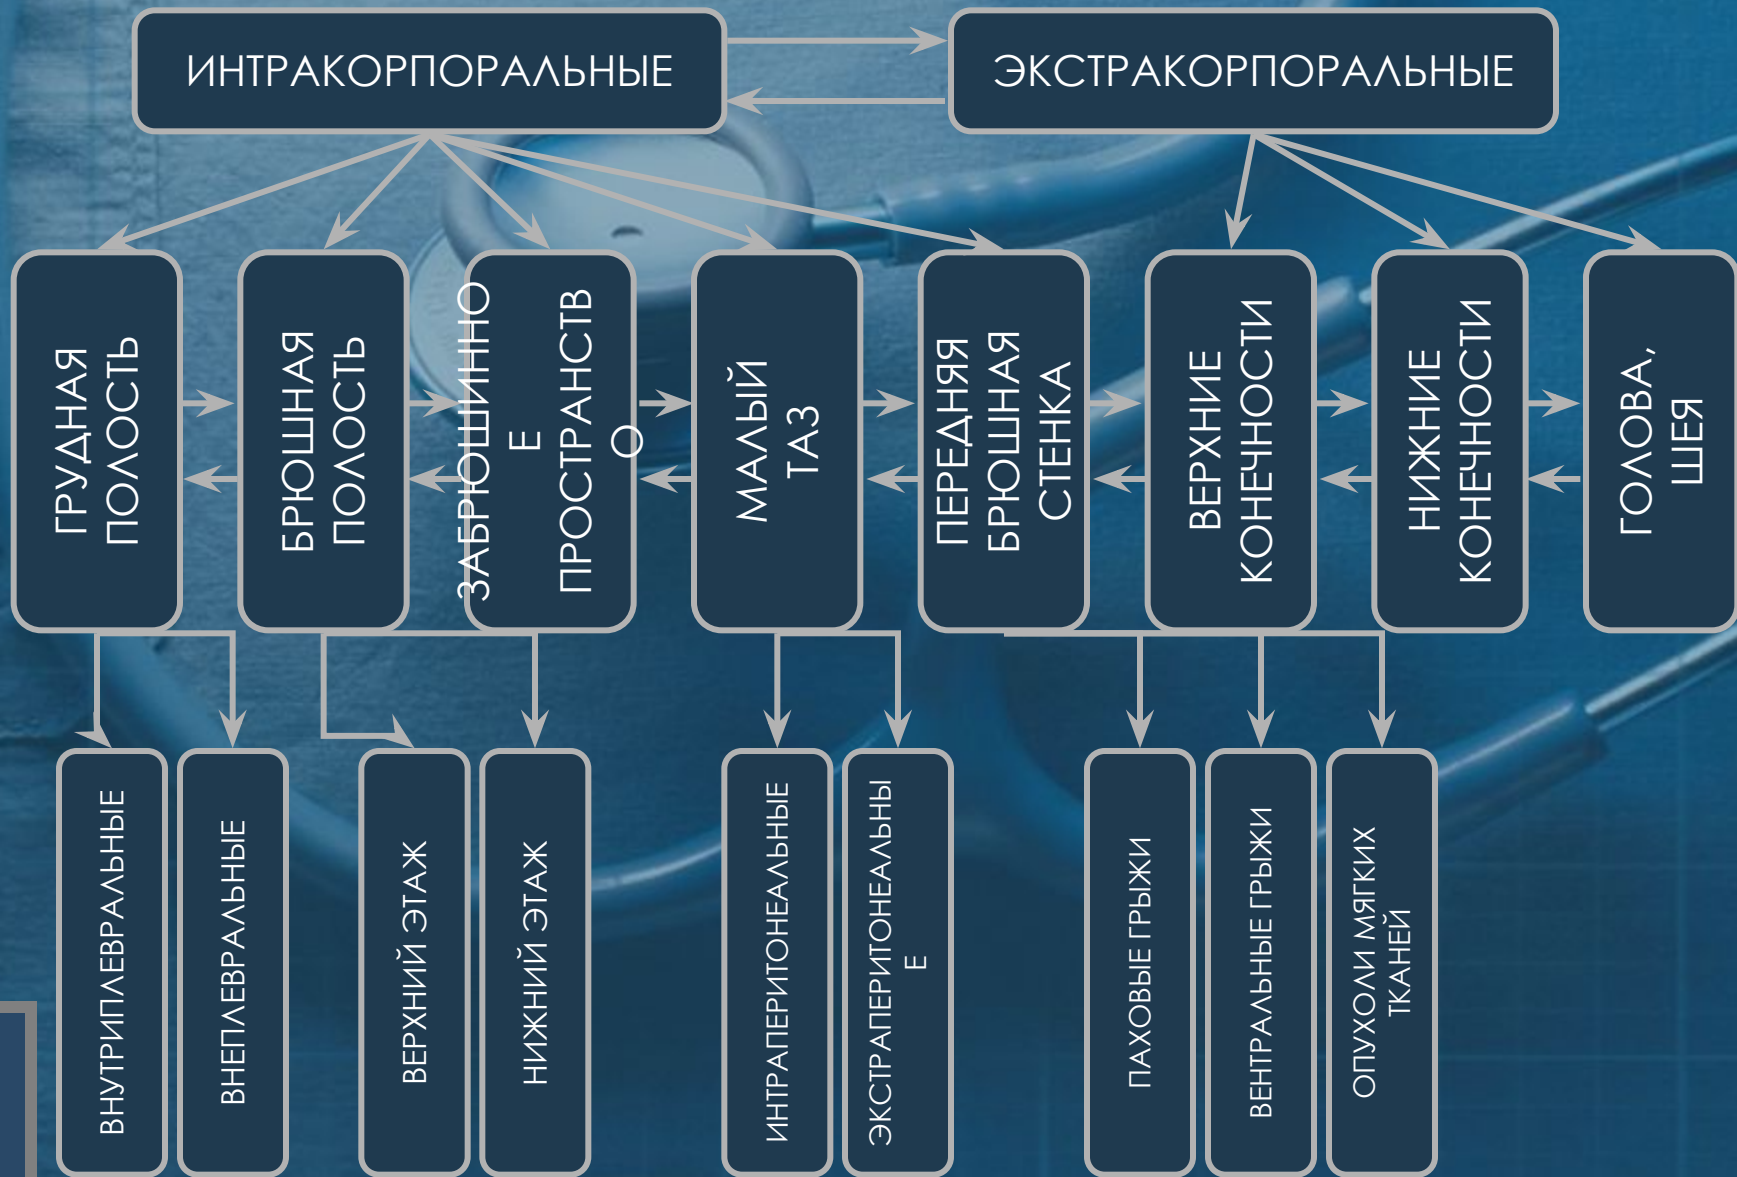 ИНТРАКОРПОРАЛЬНЫЕ
ЭКСТРАКОРПОРАЛЬНЫЕ
ГРУДНАЯ
ПОЛОСТЬ
БРЮШНАЯ
ПОЛОСТЬ
ЗАБРЮШИННО
Е
ПРОСТРАНСТВ
О
МАЛЫЙ
ТАЗ
ПЕРЕДНЯЯ
БРЮШНАЯ
СТЕНКА
ВЕРХНИЕ
КОНЕЧНОСТИ
НИЖНИЕ
КОНЕЧНОСТИ
ГОЛОВА,
ШЕЯ
ВНУТРИПЛЕВРАЛЬНЫЕ
ВНЕПЛЕВРАЛЬНЫЕ
ВЕРХНИЙ ЭТАЖ
НИЖНИЙ ЭТАЖ
ИНТРАПЕРИТОНЕАЛЬНЫЕ
ЭКСТРАПЕРИТОНЕАЛЬНЫ
Е
ПАХОВЫЕ ГРЫЖИ
ВЕНТРАЛЬНЫЕ ГРЫЖИ
ОПУХОЛИ МЯГКИХ
ТКАНЕЙ